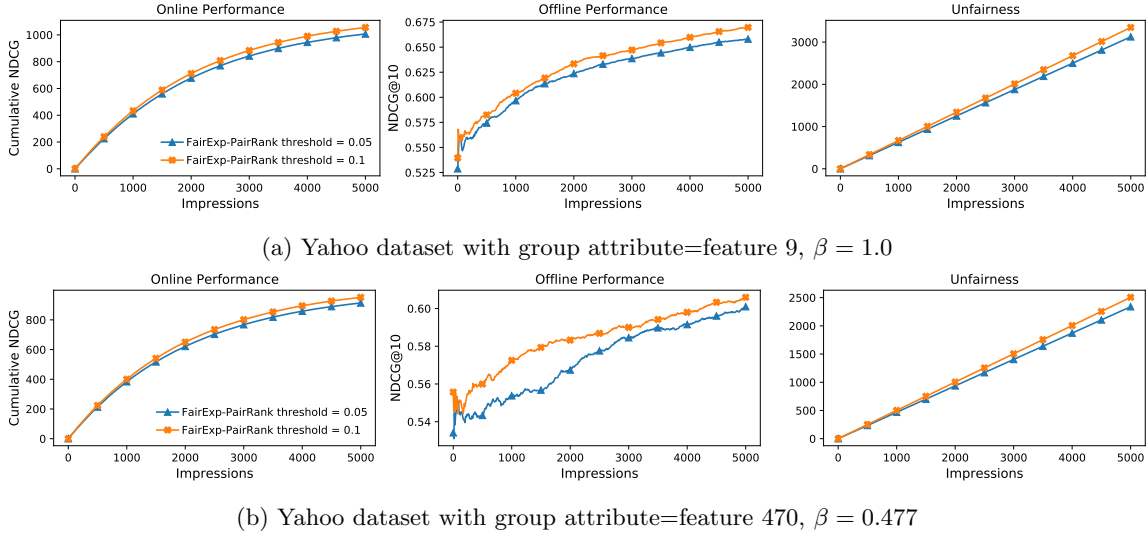 Online Performance
Cumulative NDCG
1000
800
600
400
200
0
FairExp-PairRank threshold = 0.05
FairExp-PairRank threshold = 0.1
0 1000 2000 3000 4000 5000
Impressions
Offline Performance
NDCG@10
0.675
0.650
0.625
0.600
0.575
0.550
0.525
0 1000 2000 3000 4000 5000
Impressions
Unfairness
3000
2000
1000
0
0 1000 2000 3000 4000 5000
Impressions
(a) Yahoo dataset with group attribute=feature 9, β = 1.0
Online Performance
Cumulative NDCG
800
600
400
200
0
FairExp-PairRank threshold = 0.05
FairExp-PairRank threshold = 0.1
0 1000 2000 3000 4000 5000
Impressions
Offline Performance
NDCG@10
0.60
0.58
0.56
0.54
0 1000 2000 3000 4000 5000
Impressions
Unfairness
2500
2000
1500
1000
500
0
0 1000 2000 3000 4000 5000
Impressions
(b) Yahoo dataset with group attribute=feature 470, β = 0.477